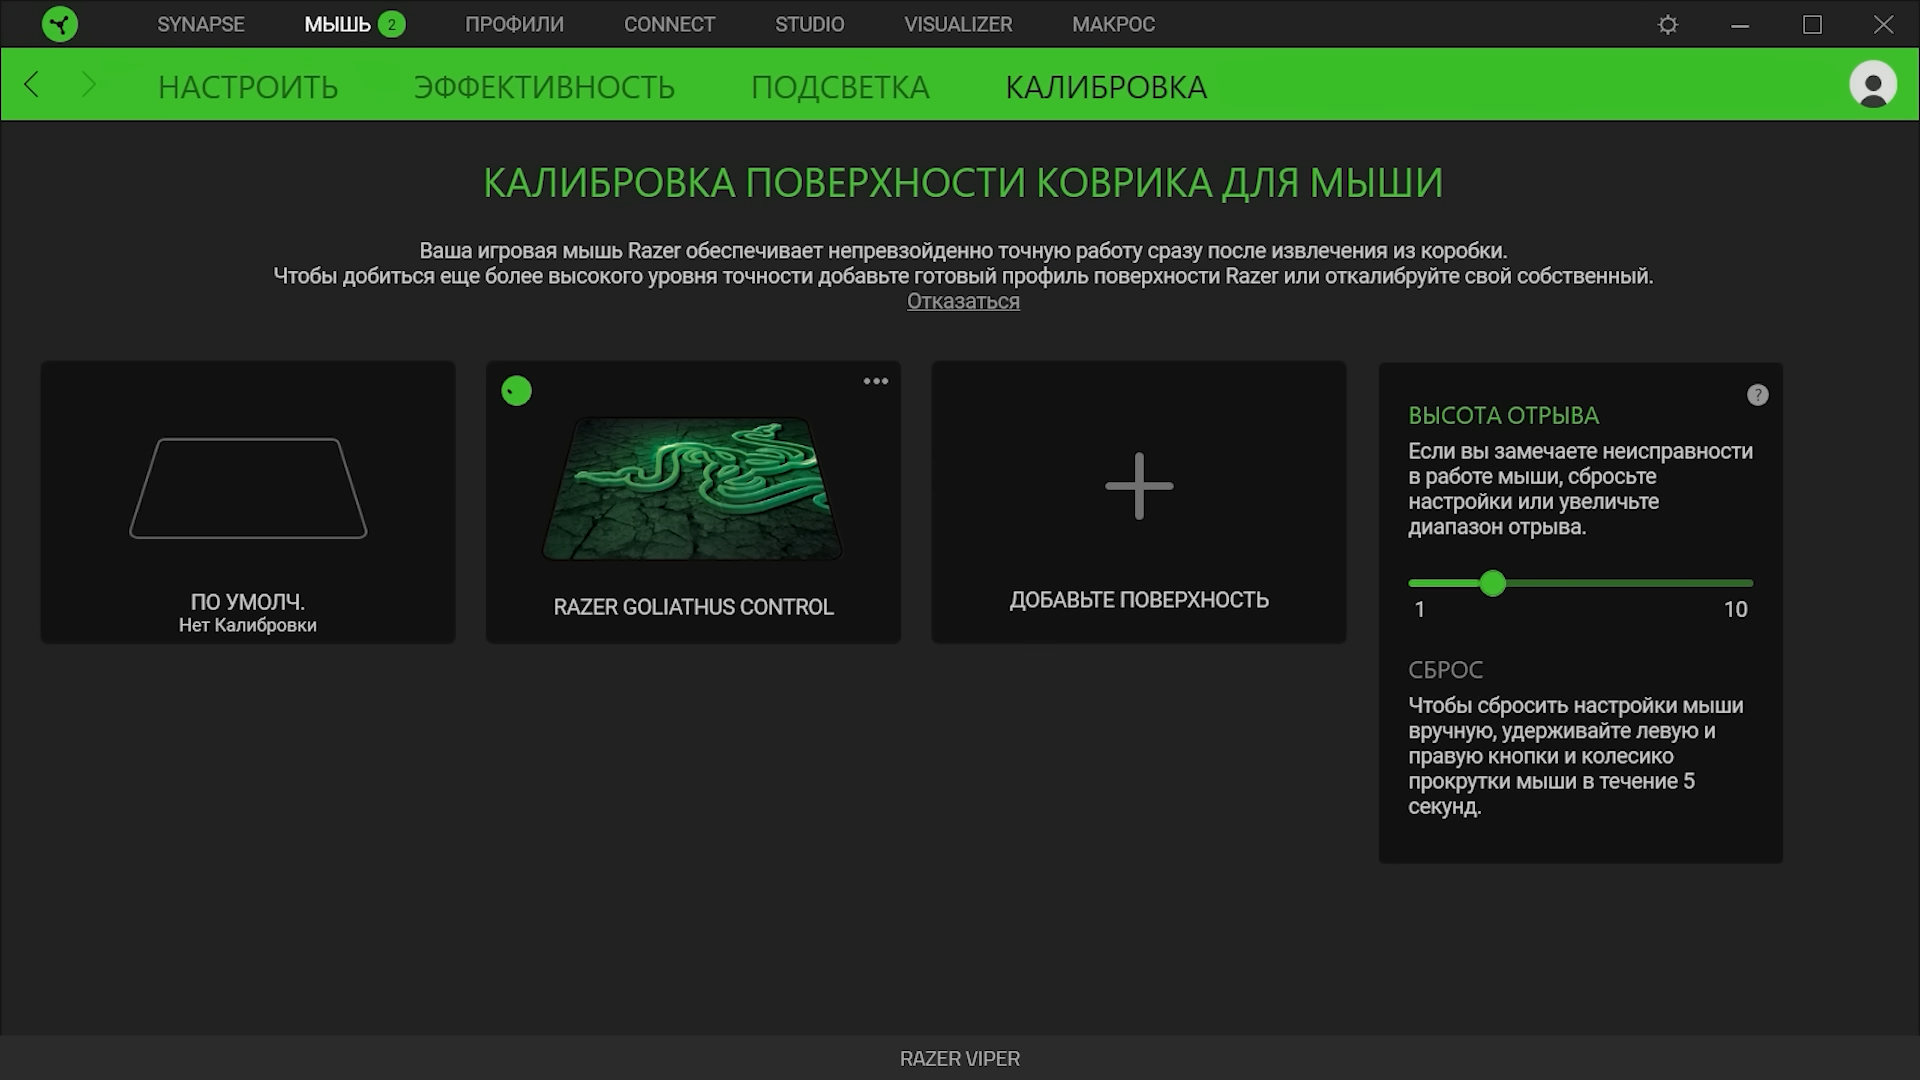 SYNAPSE
МЫШЬ 2
ПРОФИЛИ
CONNECT
STUDIO
VISUALIZER
МАКРОС
НАСТРОИТЬ
ЭФФЕКТИВНОСТЬ
ПОДСВЕТКА
КАЛИБРОВКА
КАЛИБРОВКА ПОВЕРХНОСТИ КОВРИКА ДЛЯ МЫШИ
Ваша игровая мышь Razer обеспечивает непревзойденно точную работу сразу после извлечения из коробки.
Чтобы добиться еще более высокого уровня точности добавьте готовый профиль поверхности Razer или откалибруйте свой собственный.
Отказаться
ПО УМОЛЧ.
Нет Калибровки
RAZER GOLIATHUS CONTROL
ДОБАВЬТЕ ПОВЕРХНОСТЬ
?
ВЫСОТА ОТРЫВА
Если вы замечаете неисправности
в работе мыши, сбросьте
настройки или увеличьте
диапазон отрыва.
1
10
СБРОС
Чтобы сбросить настройки мыши
вручную, удерживайте левую и
правую кнопки и колесико
прокрутки мыши в течение 5
секунд.
RAZER VIPER